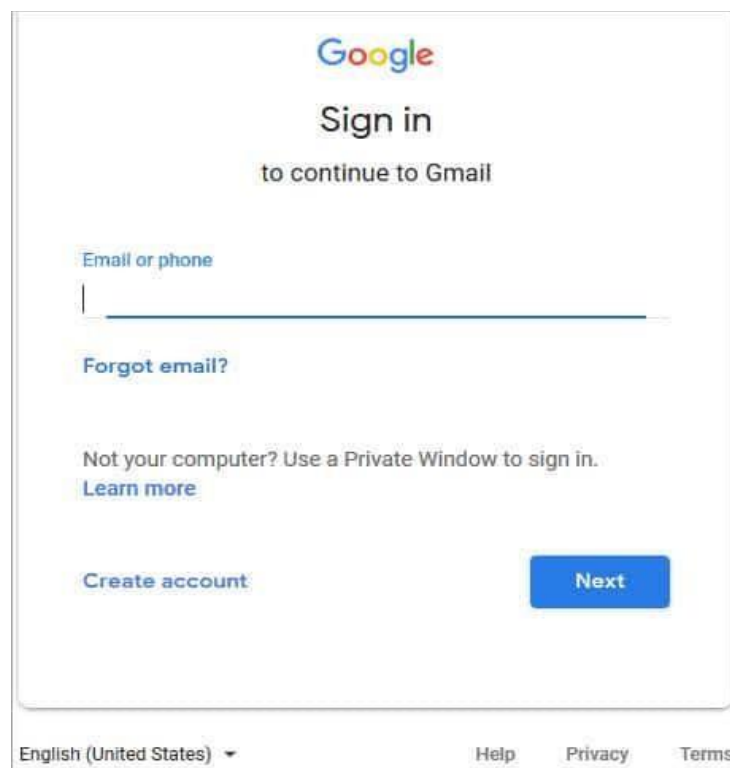 Google
Sign in
to continue to Gmail
Email or phone
Forgot email?
Not your computer? Use a Private Window to sign in.
Learn more
Create account Next
English (United States) Help Privacy Terms